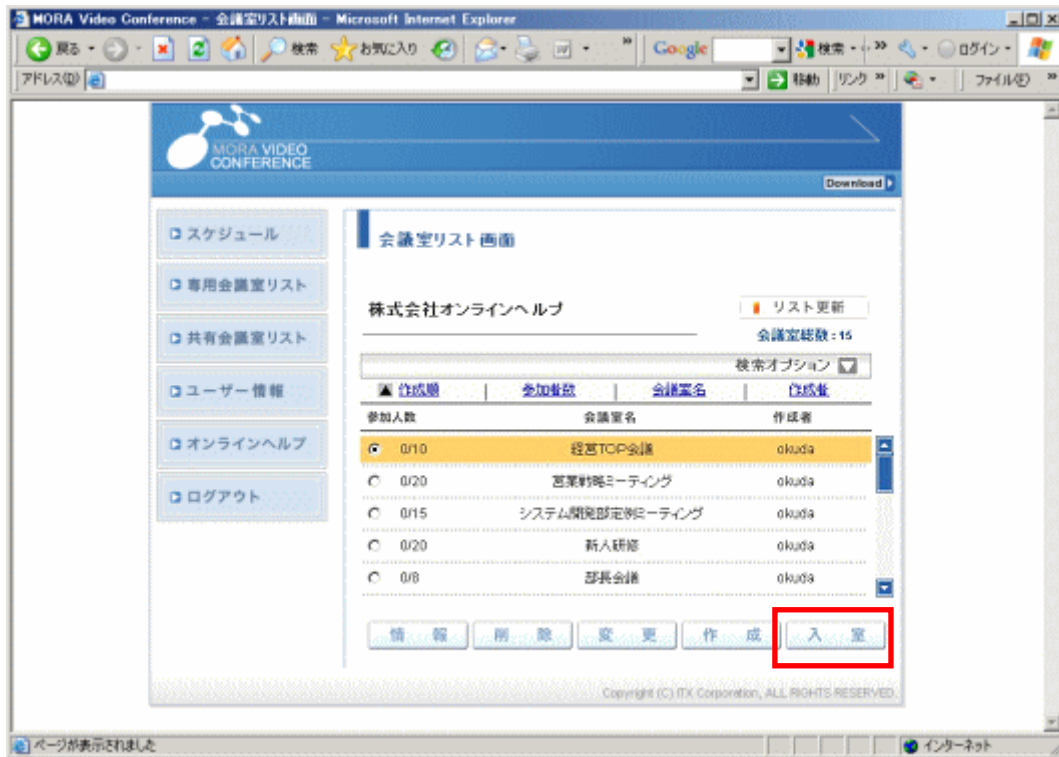 MORA Video Conference - 会議室リスト画面 - Microsoft Internet Explorer
戻る 検索 お気に入り Google 検索 ログイン
アドレス(D) 移動 リンク ファイル(E)
MORA VIDEO
CONFERENCE
Download
スケジュール
専用会議室リスト
共有会議室リスト
ユーザー情報
オンラインヘルプ
ログアウト
会議室リスト画面
株式会社オンラインヘルプ
リスト更新
会議室総数:15
検索オプション
▲ 作成順 | 参加者数 | 会議室名 | 作成者
参加人数 会議室名 作成者
0/10 経営TOP会議 okuda
0/20 営業戦略ミーティング okuda
0/15 システム開発部定例ミーティング okuda
0/20 新人研修 okuda
0/8 部長会議 okuda
情 報 削 除 変 更 作 成 入 室
Copyright (C) ITX Corporation, ALL RIGHTS RESERVED.
ページが表示されました インターネット